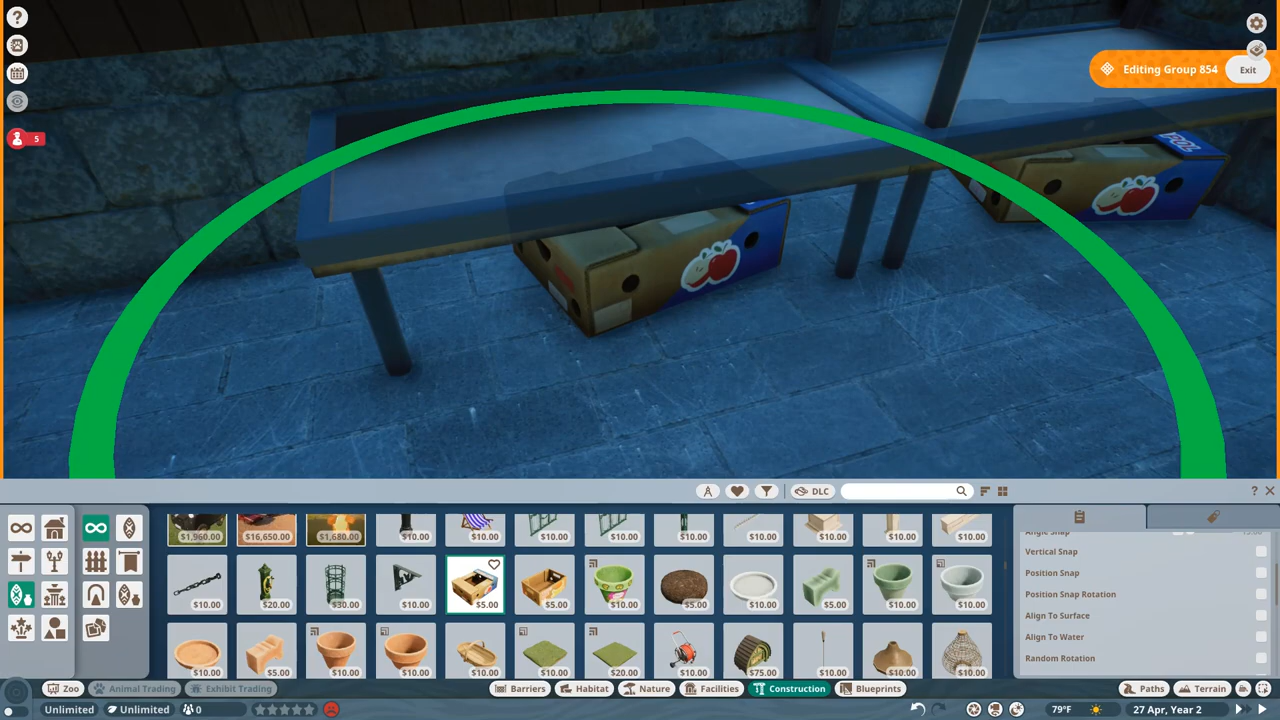 ?
Editing Group 854
Exit
5
POL
DLC
?
$1,960.00
$16,650.00
$1,680.00
$10.00
$10.00
$10.00
$10.00
$10.00
$10.00
$10.00
$10.00
$10.00
Angle Snap
Vertical Snap
Position Snap
Position Snap Rotation
Align To Surface
Align To Water
Random Rotation
$10.00
$20.00
$30.00
$10.00
$5.00
$5.00
$10.00
$5.00
$10.00
$5.00
$10.00
$10.00
$10.00
$5.00
$10.00
$10.00
$10.00
$10.00
$20.00
$10.00
$75.00
$10.00
$10.00
$10.00
Zoo
Animal Trading
Exhibit Trading
Barriers
Habitat
Nature
Facilities
Construction
Blueprints
Paths
Terrain
Unlimited
Unlimited
0
79°F
27 Apr, Year 2